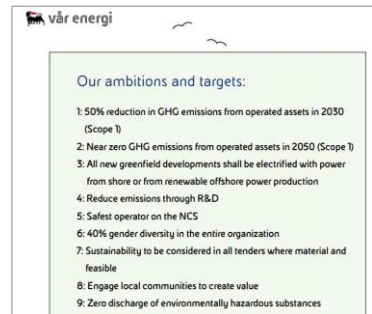 vår energi
Our ambitions and targets:
1: 50% reduction in GHG emissions from operated assets in 2030
(Scope 1)
2: Near zero GHG emissions from operated assets in 2050 (Scope 1)
3: All new greenfield developments shall be electrified with power
from shore or from renewable offshore power production
4: Reduce emissions through R&D
5: Safest operator on the NCS
6: 40% gender diversity in the entire organization
7: Sustainability to be considered in all tenders where material and
feasible
8: Engage local communities to create value
9: Zero discharge of environmentally hazardous substances